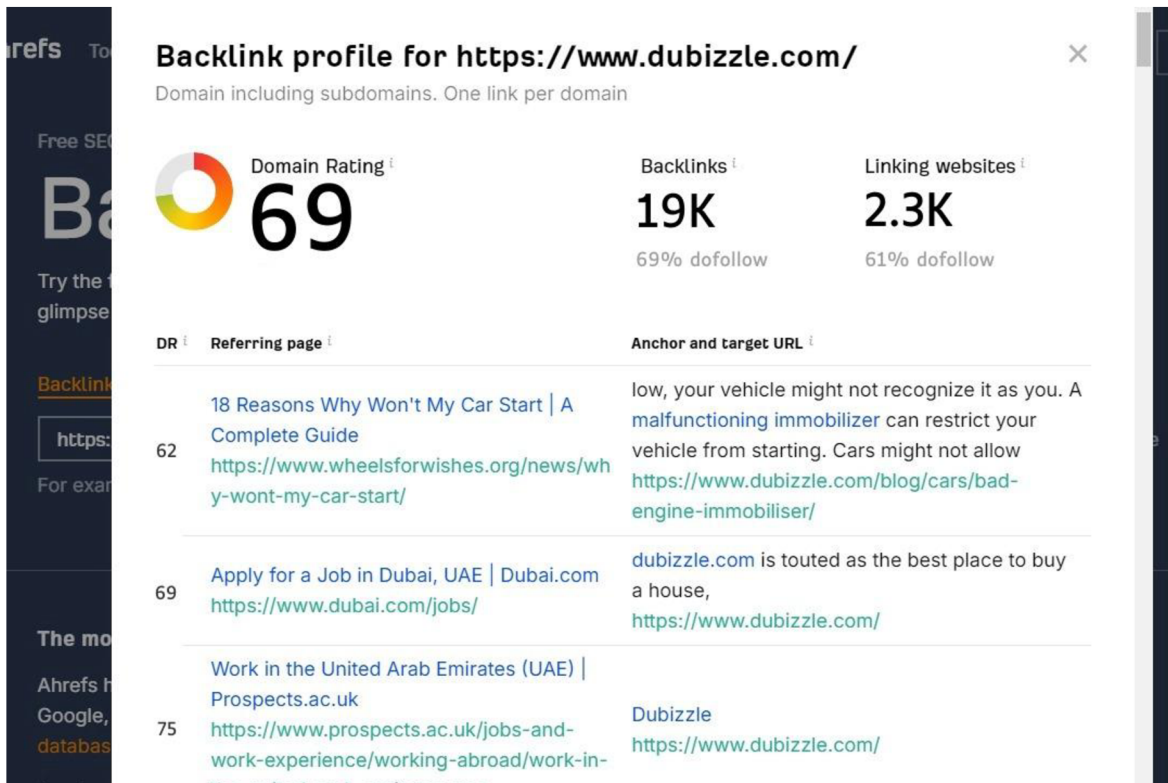 refs To
Backlink profile for https://www.dubizzle.com/
Domain including subdomains. One link per domain
Free SE
Domain Rating i
Backlinks i
Linking websites i
69
19K
2.3K
69% dofollow
61% dofollow
Try the
glimpse
DR i
Referring page i
Anchor and target URL i
Backlink
https:
For exa
62
18 Reasons Why Won't My Car Start | A
Complete Guide
https://www.wheelsforwishes.org/news/wh
y-wont-my-car-start/
low, your vehicle might not recognize it as you. A
malfunctioning immobilizer can restrict your
vehicle from starting. Cars might not allow
https://www.dubizzle.com/blog/cars/bad-
engine-immobiliser/
69
Apply for a Job in Dubai, UAE | Dubai.com
https://www.dubai.com/jobs/
dubizzle.com is touted as the best place to buy
a house,
https://www.dubizzle.com/
The mo
Ahrefs h
Google,
databas
75
Work in the United Arab Emirates (UAE) |
Prospects.ac.uk
https://www.prospects.ac.uk/jobs-and-
work-experience/working-abroad/work-in-
Dubizzle
https://www.dubizzle.com/